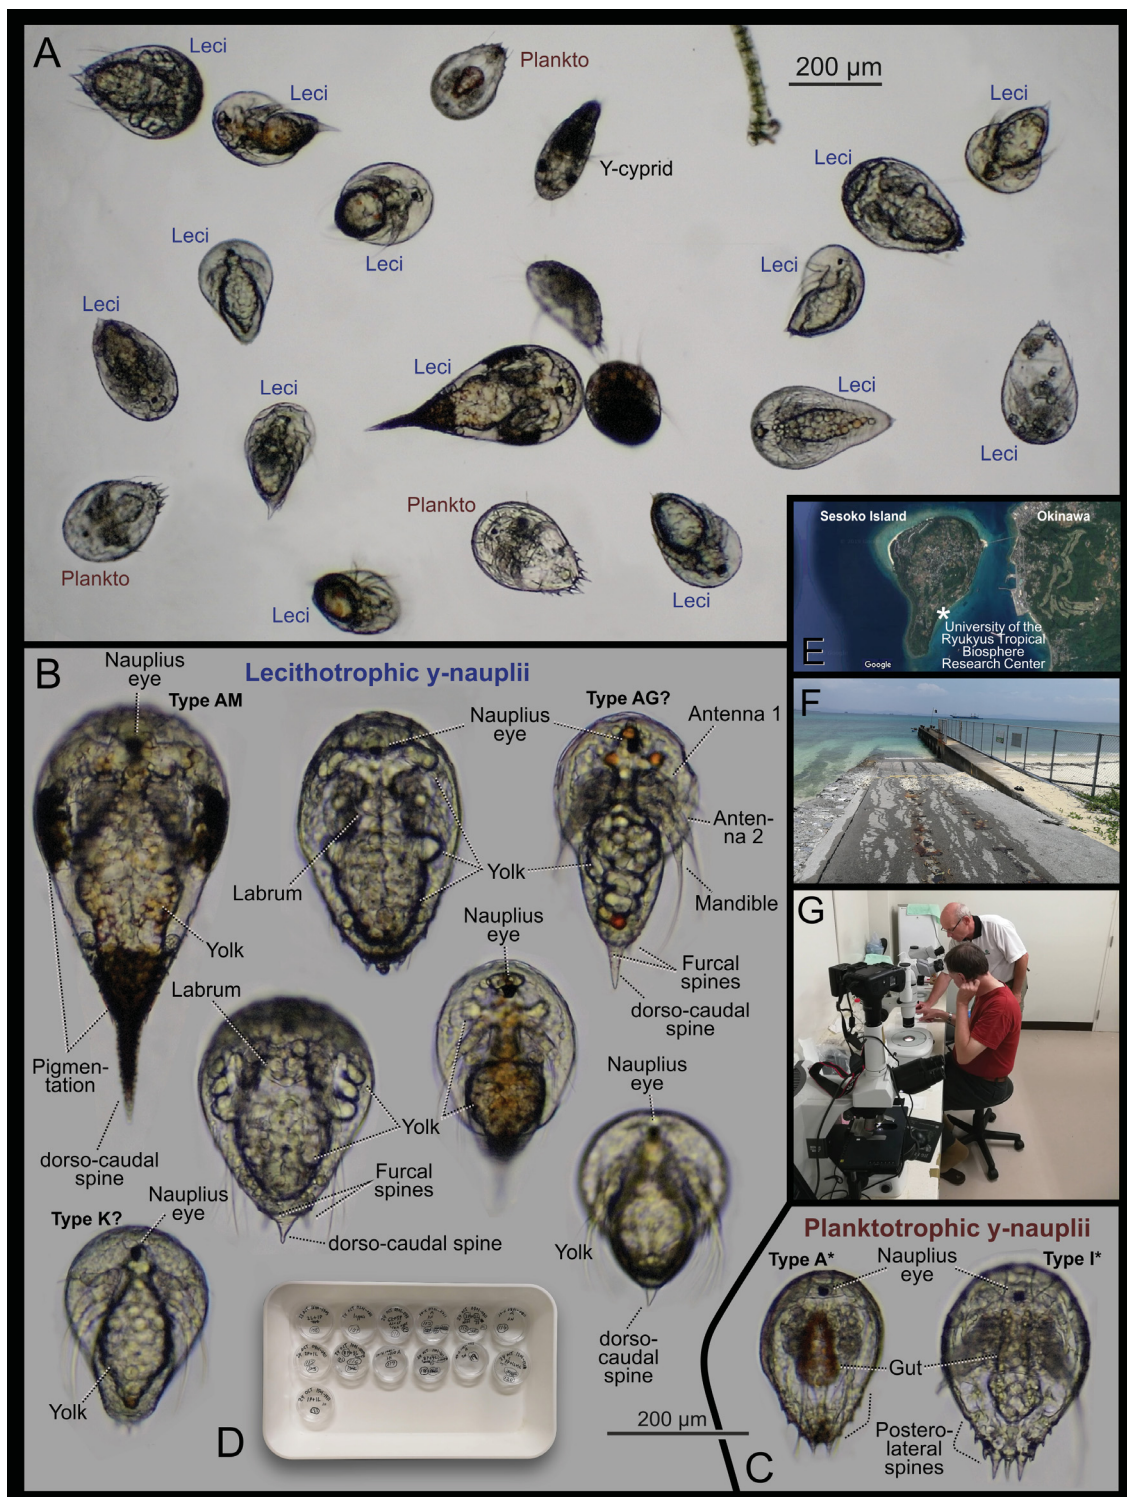 A
Leci
Plankto
200 µm
Leci
Leci
Leci
Y-cyprid
Leci
Leci
Leci
Leci
Leci
Leci
Leci
Leci
Leci
Plankto
Plankto
Leci
Leci
E
Sesoko Island
Okinawa
*
University of the
Ryukyus Tropical
Biosphere
Research Center
Google
B
Lecithotrophic y-nauplii
Nauplius
eye
Type AM
Nauplius
eye
Type AG?
Antenna 1
Anten-
na 2
Mandible
Labrum
Yolk
Yolk
Nauplius
eye
Furcal
spines
dorso-caudal
spine
Labrum
Pigmen-
tation
Nauplius
eye
Yolk
dorso-caudal
spine
Furcal
spines
dorso-caudal spine
Type K?
Nauplius
eye
Yolk
Yolk
dorso-
caudal
spine
200 µm
D
F
G
Planktotrophic y-nauplii
Type A*
Nauplius
eye
Type I*
Gut
Postero-
lateral
spines
C